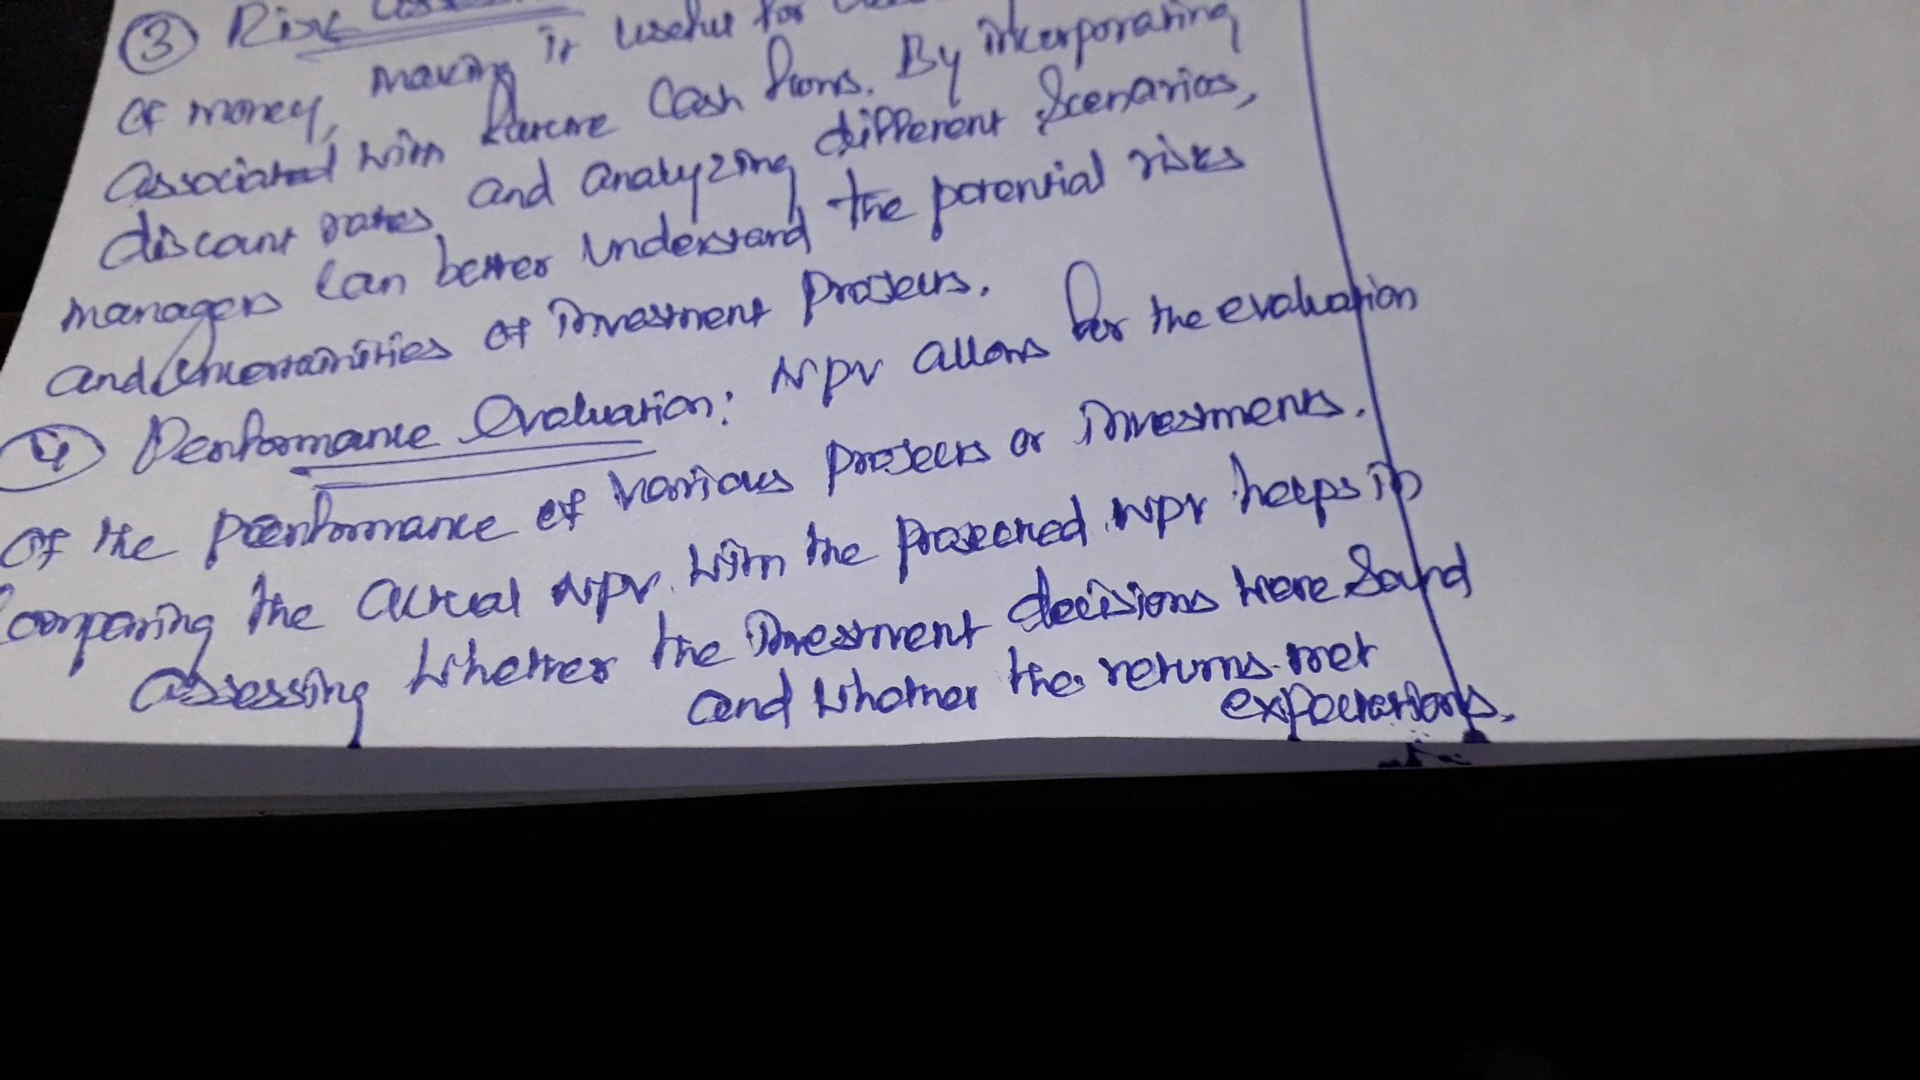 ③ Risk
of money, making it useful for
associated with future cash flows. By incorporating
discount rates and analyzing different scenarios,
managers can better understand the potential risks
and uncertainities of investment projects.
④ Performance evaluation: NPV allows for the evaluation
of the performance of various projects or investments.
comparing the actual NPV with the projected NPV helps in
assessing whether the investment decisions were sound
and whether the returns met
expectations.